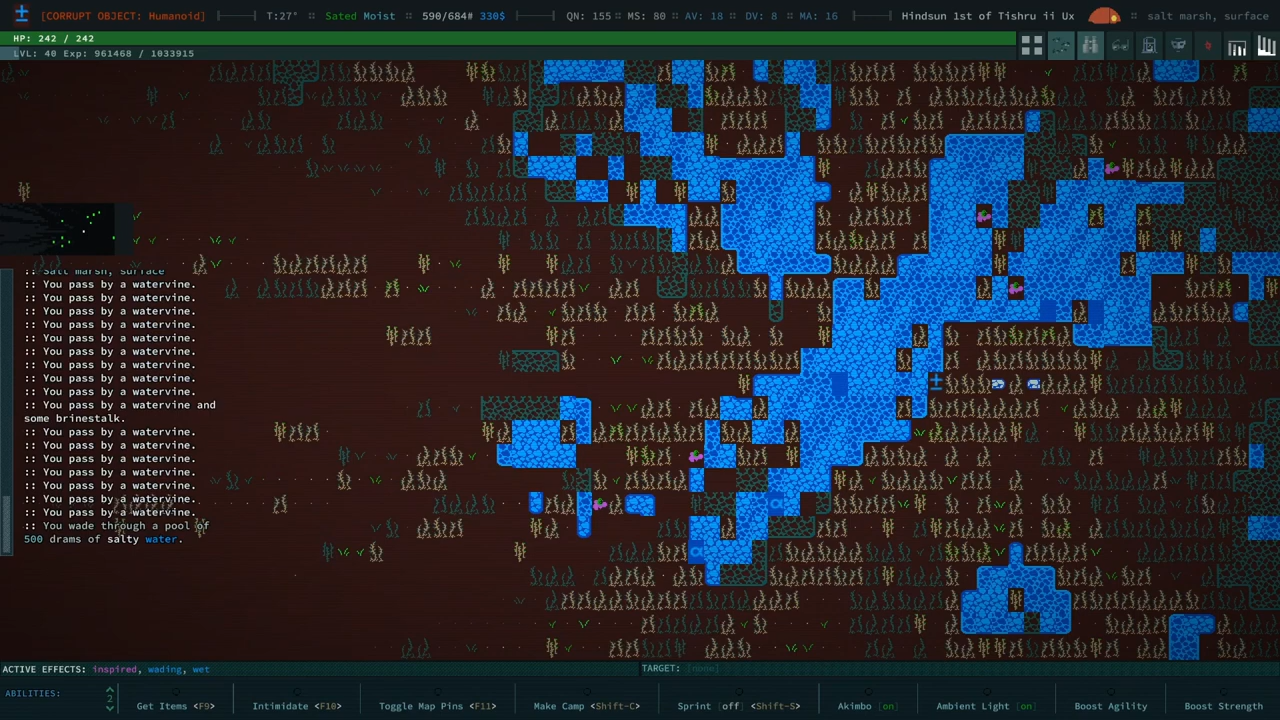 [CORRUPT OBJECT: Humanoid] T:27° Sated Moist 590/684# 330$ QN: 155 MS: 80 AV: 18 DV: 8 MA: 16 Hindsun 1st of Tishru ii Ux salt marsh, surface
HP: 242 / 242
LVL: 40 Exp: 961468 / 1033915
:: Salt marsh, surface
:: You pass by a watervine.
:: You pass by a watervine.
:: You pass by a watervine.
:: You pass by a watervine.
:: You pass by a watervine.
:: You pass by a watervine.
:: You pass by a watervine.
:: You pass by a watervine.
:: You pass by a watervine.
:: You pass by a watervine and
some brinestalk.
:: You pass by a watervine.
:: You pass by a watervine.
:: You pass by a watervine.
:: You pass by a watervine.
:: You pass by a watervine.
:: You pass by a watervine.
:: You pass by a watervine.
:: You wade through a pool of
500 drams of salty water.
ACTIVE EFFECTS: inspired, wading, wet
TARGET: [none]
ABILITIES: 2 Get Items <F9> Intimidate <F10> Toggle Map Pins <F11> Make Camp <Shift-C> Sprint [off] <Shift-S> Akimbo [on] Ambient Light [on] Boost Agility Boost Strength